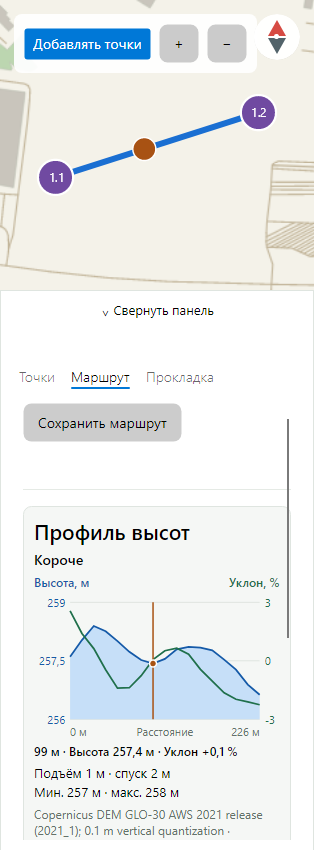 Добавлять точки
+
−
1.2
1.1
Свернуть панель
Точки Маршрут Прокладка
Сохранить маршрут
Профиль высот
Короче
Высота, м Уклон, %
259 3
257,5 0
256 -3
0 м Расстояние 226 м
99 м · Высота 257,4 м · Уклон +0,1 %
Подъём 1 м · спуск 2 м
Мин. 257 м · макс. 258 м
Copernicus DEM GLO-30 AWS 2021 release
(2021_1); 0.1 m vertical quantization ·